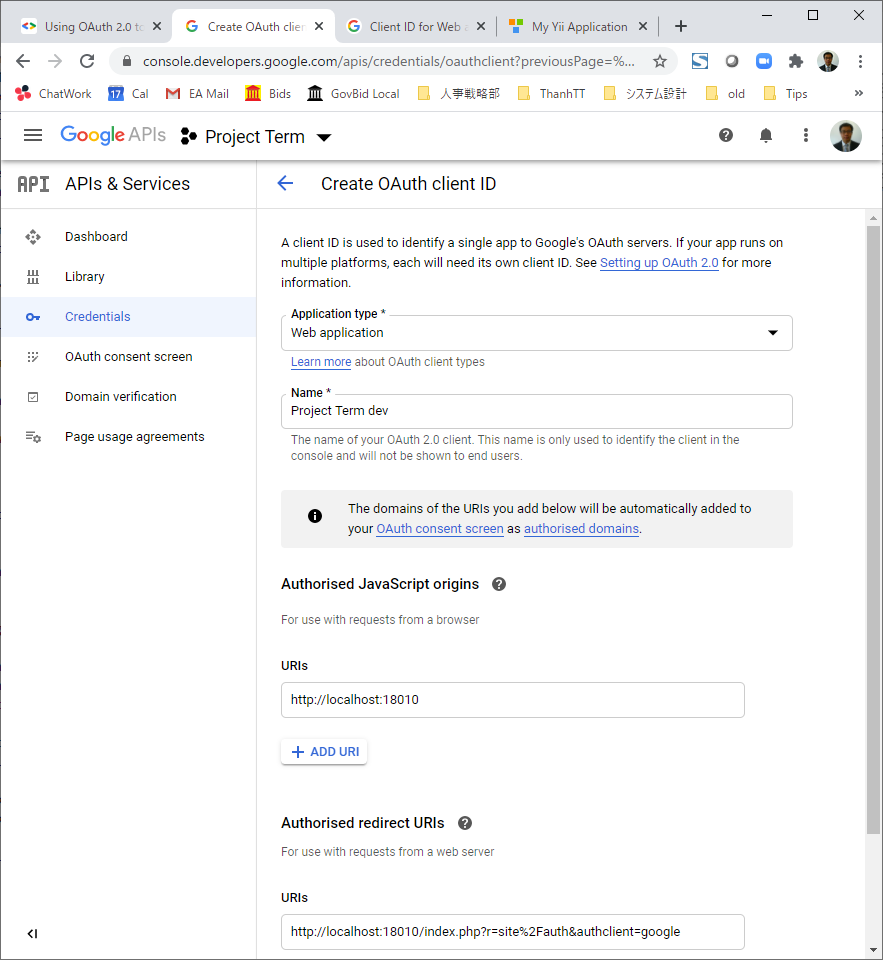 Using OAuth 2.0 to
Create OAuth clien
Client ID for Web a
My Yii Application
console.developers.google.com/apis/credentials/oauthclient?previousPage=%...
ChatWork
17 Cal
EA Mail
Bids
GovBid Local
人事戦略部
ThanhTT
システム設計
old
Tips
»
Google APIs
Project Term
API APIs & Services
Create OAuth client ID
Dashboard
Library
Credentials
OAuth consent screen
Domain verification
Page usage agreements
A client ID is used to identify a single app to Google's OAuth servers. If your app runs on
multiple platforms, each will need its own client ID. See Setting up OAuth 2.0 for more
information.
Application type *
Web application
Learn more about OAuth client types
Name *
Project Term dev
The name of your OAuth 2.0 client. This name is only used to identify the client in the
console and will not be shown to end users.
The domains of the URIs you add below will be automatically added to
your OAuth consent screen as authorised domains.
Authorised JavaScript origins
For use with requests from a browser
URIs
http://localhost:18010
+ ADD URI
Authorised redirect URIs
For use with requests from a web server
URIs
http://localhost:18010/index.php?r=site%2Fauth&authclient=google